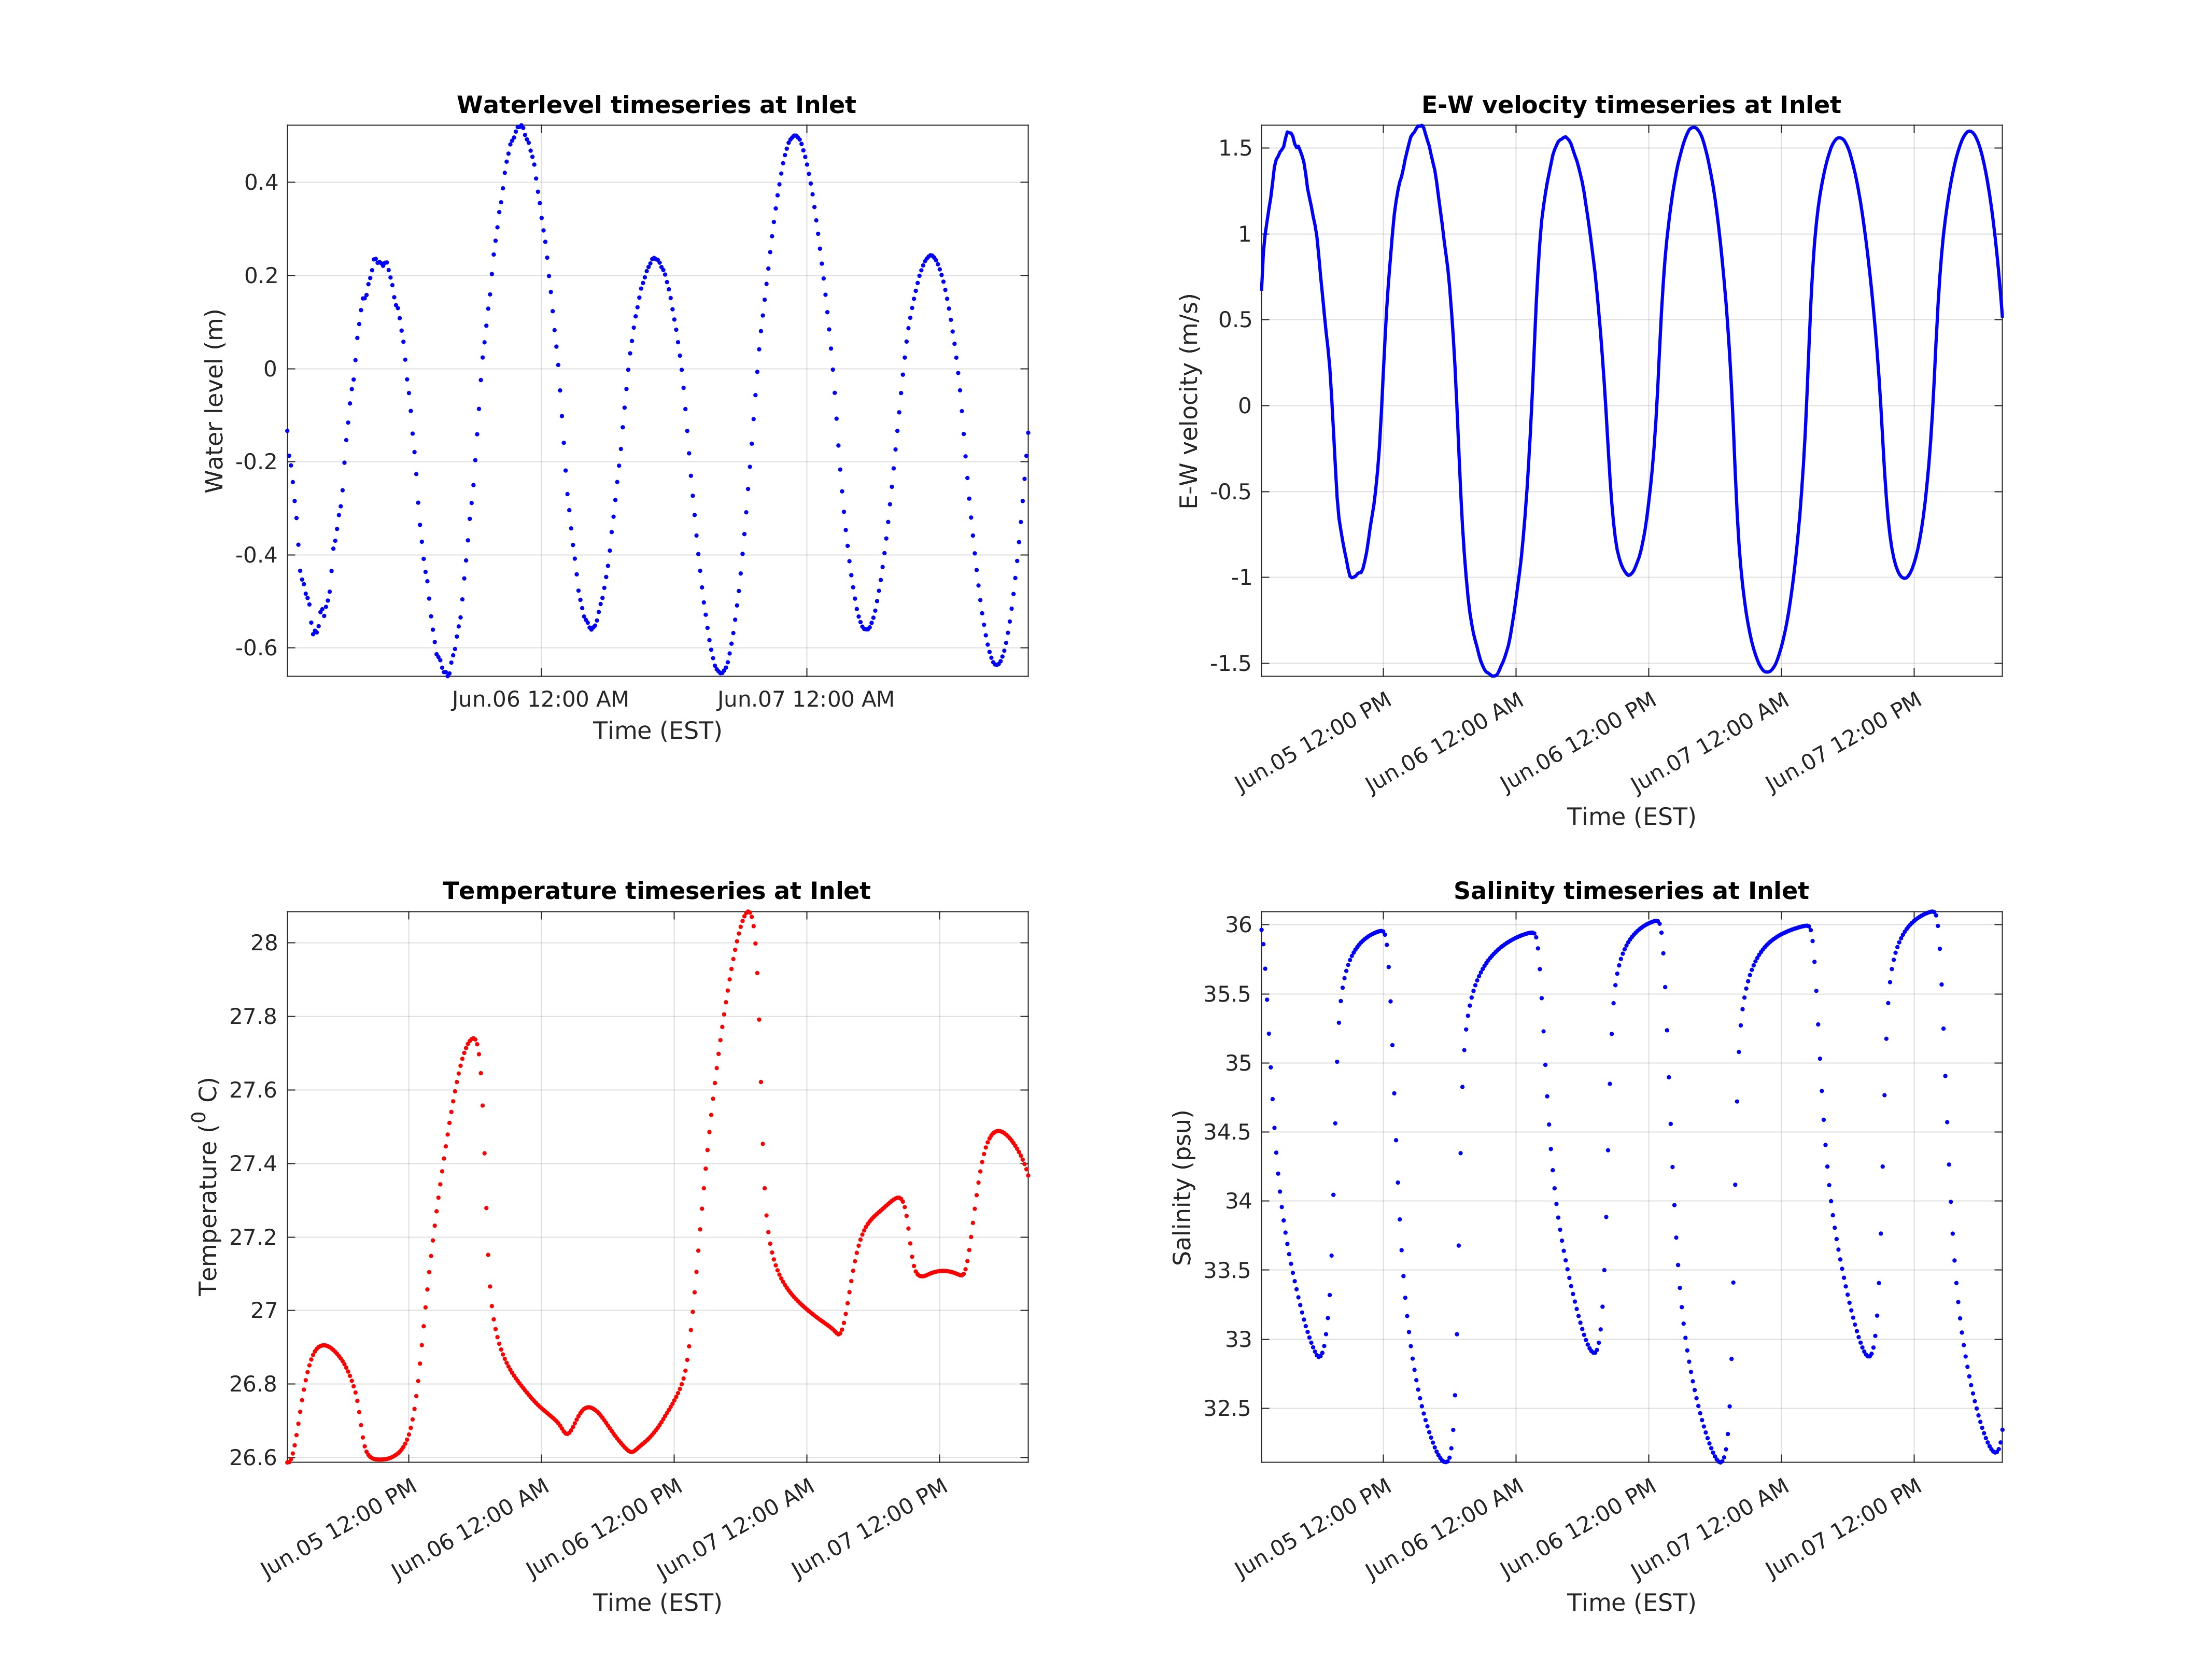 Waterlevel timeseries at Inlet
0.4
0.2
0
-0.2
-0.4
-0.6
Water level (m)
Jun.06 12:00 AM
Jun.07 12:00 AM
Time (EST)
E-W velocity timeseries at Inlet
1.5
1
0.5
0
-0.5
-1
-1.5
E-W velocity (m/s)
Jun.05 12:00 PM
Jun.06 12:00 AM
Jun.06 12:00 PM
Jun.07 12:00 AM
Jun.07 12:00 PM
Time (EST)
Temperature timeseries at Inlet
28
27.8
27.6
27.4
27.2
27
26.8
26.6
Temperature (⁰ C)
Jun.05 12:00 PM
Jun.06 12:00 AM
Jun.06 12:00 PM
Jun.07 12:00 AM
Jun.07 12:00 PM
Time (EST)
Salinity timeseries at Inlet
36
35.5
35
34.5
34
33.5
33
32.5
Salinity (psu)
Jun.05 12:00 PM
Jun.06 12:00 AM
Jun.06 12:00 PM
Jun.07 12:00 AM
Jun.07 12:00 PM
Time (EST)